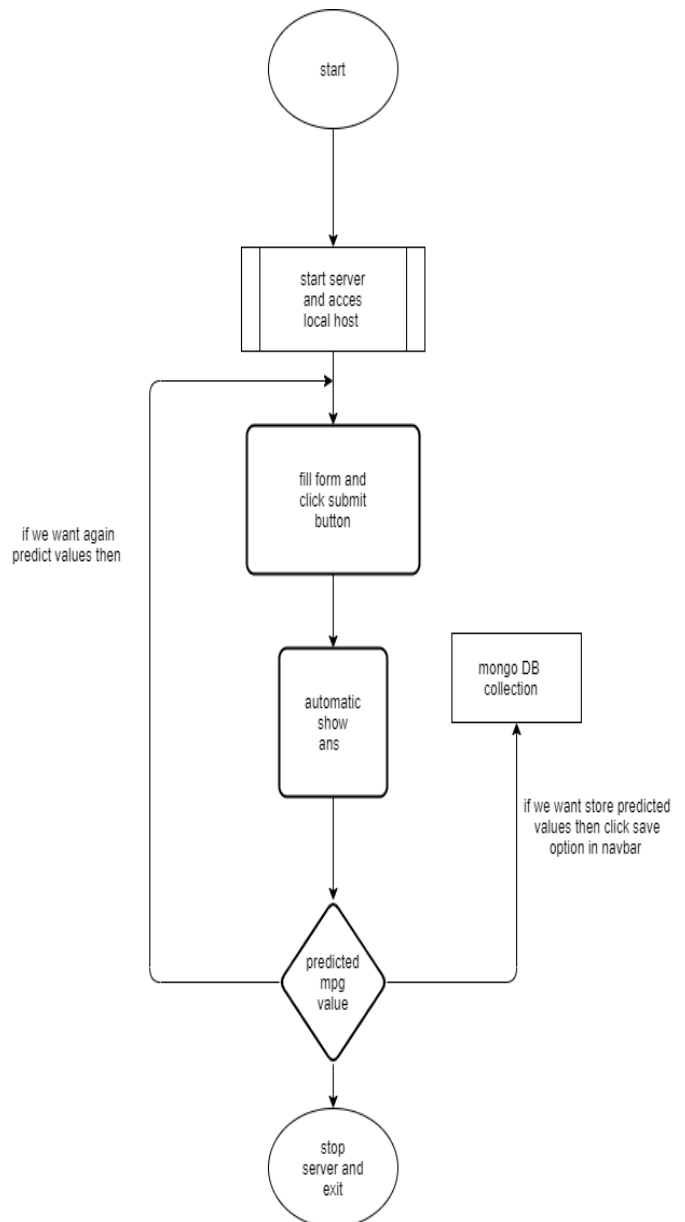 start
start server
and acces
local host
fill form and
click submit
button
if we want again
predict values then
automatic
show
ans
mongo DB
collection
if we want store predicted
values then click save
option in navbar
predicted
mpg
value
stop
server and
exit